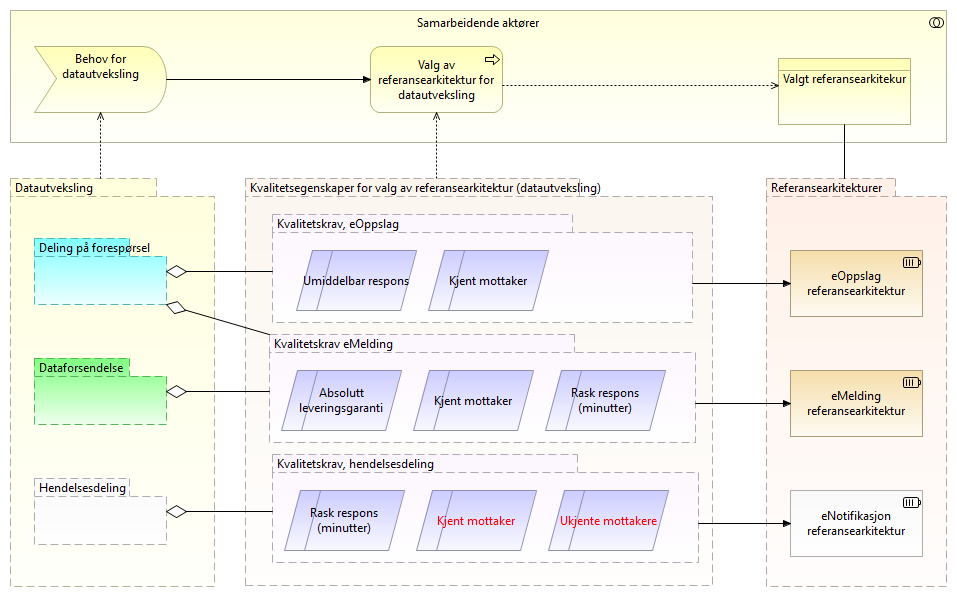 Samarbeidende aktører
Behov for
datautveksling
Valg av
referansearkitektur for
datautveksling
Valgt referansearkitekur
Datautveksling
Kvalitetsegenskaper for valg av referansearkitektur (datautveksling)
Referansearkitekturer
Kvalitetskrav, eOppslag
Deling på forespørsel
Umiddelbar respons
Kjent mottaker
eOppslag
referansearkitektur
Kvalitetskrav eMelding
Dataforsendelse
Absolutt
leveringsgaranti
Kjent mottaker
Rask respons
(minutter)
eMelding
referansearkitektur
Kvalitetskrav, hendelsesdeling
Hendelsesdeling
Rask respons
(minutter)
Kjent mottaker
Ukjente mottakere
eNotifikasjon
referansearkitektur